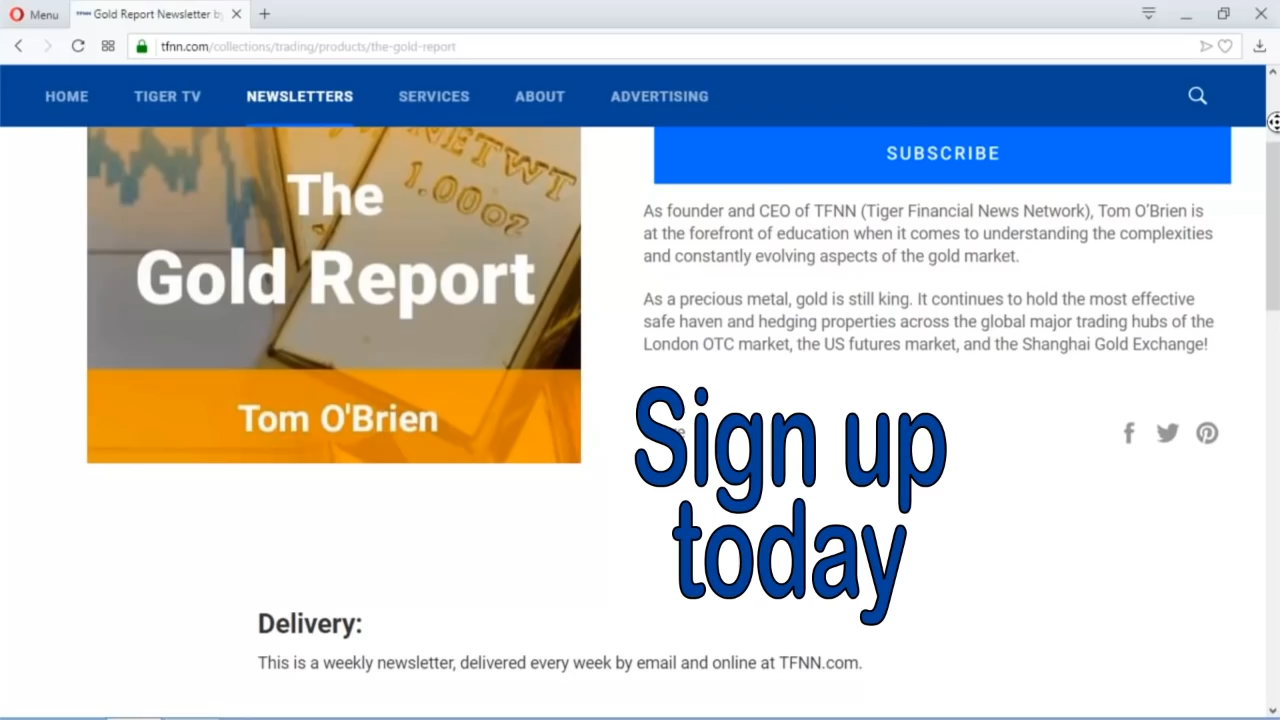 Menu
TFNN Gold Report Newsletter by
tfnn.com/collections/trading/products/the-gold-report
HOME
TIGER TV
NEWSLETTERS
SERVICES
ABOUT
ADVERTISING
NETWT
1.00oz
The
Gold Report
Tom O'Brien
SUBSCRIBE
As founder and CEO of TFNN (Tiger Financial News Network), Tom O'Brien is
at the forefront of education when it comes to understanding the complexities
and constantly evolving aspects of the gold market.
As a precious metal, gold is still king. It continues to hold the most effective
safe haven and hedging properties across the global major trading hubs of the
London OTC market, the US futures market, and the Shanghai Gold Exchange!
Sign up
today
Delivery:
This is a weekly newsletter, delivered every week by email and online at TFNN.com.